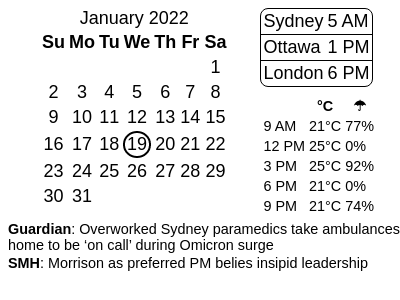 January 2022
Su Mo Tu We Th Fr Sa
1
2 3 4 5 6 7 8
9 10 11 12 13 14 15
16 17 18 19 20 21 22
23 24 25 26 27 28 29
30 31
Sydney 5 AM
Ottawa 1 PM
London 6 PM
°C ☂
9 AM 21°C 77%
12 PM 25°C 0%
3 PM 25°C 92%
6 PM 21°C 0%
9 PM 21°C 74%
Guardian: Overworked Sydney paramedics take ambulances
home to be ‘on call’ during Omicron surge
SMH: Morrison as preferred PM belies insipid leadership